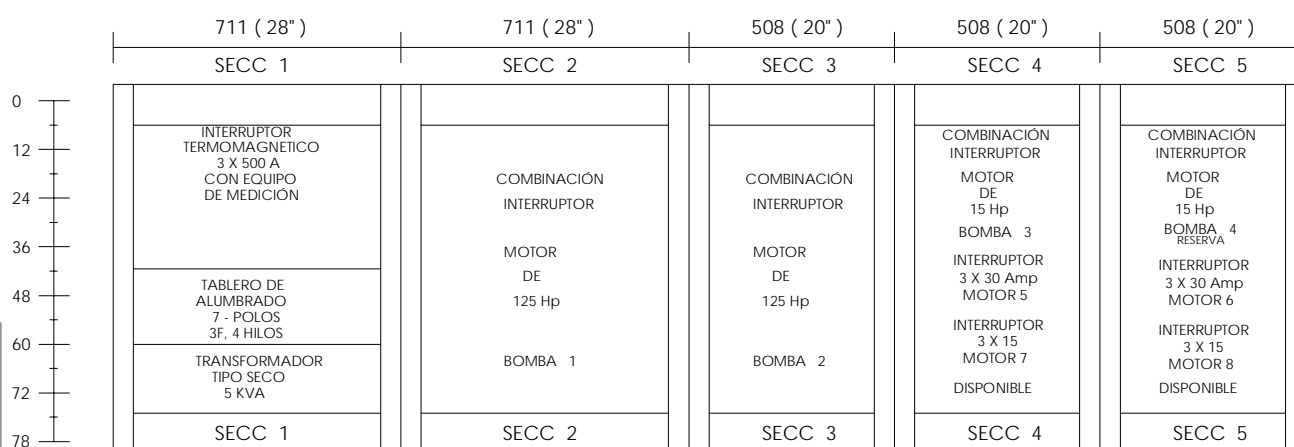 711 ( 28" )
711 ( 28" )
508 ( 20" )
508 ( 20" )
508 ( 20" )
SECC 1
SECC 2
SECC 3
SECC 4
SECC 5
0
12
24
36
48
60
72
78
INTERRUPTOR
TERMOMAGNETICO
3 X 500 A
CON EQUIPO
DE MEDICIÓN
TABLERO DE
ALUMBRADO
7 - POLOS
3F, 4 HILOS
TRANSFORMADOR
TIPO SECO
5 KVA
COMBINACIÓN
INTERRUPTOR
MOTOR
DE
125 Hp
BOMBA 1
COMBINACIÓN
INTERRUPTOR
MOTOR
DE
125 Hp
BOMBA 2
COMBINACIÓN
INTERRUPTOR
MOTOR
DE
15 Hp
BOMBA 3
INTERRUPTOR
3 X 30 Amp
MOTOR 5
INTERRUPTOR
3 X 15
MOTOR 7
DISPONIBLE
COMBINACIÓN
INTERRUPTOR
MOTOR
DE
15 Hp
BOMBA 4
RESERVA
INTERRUPTOR
3 X 30 Amp
MOTOR 6
INTERRUPTOR
3 X 15
MOTOR 8
DISPONIBLE
SECC 1
SECC 2
SECC 3
SECC 4
SECC 5